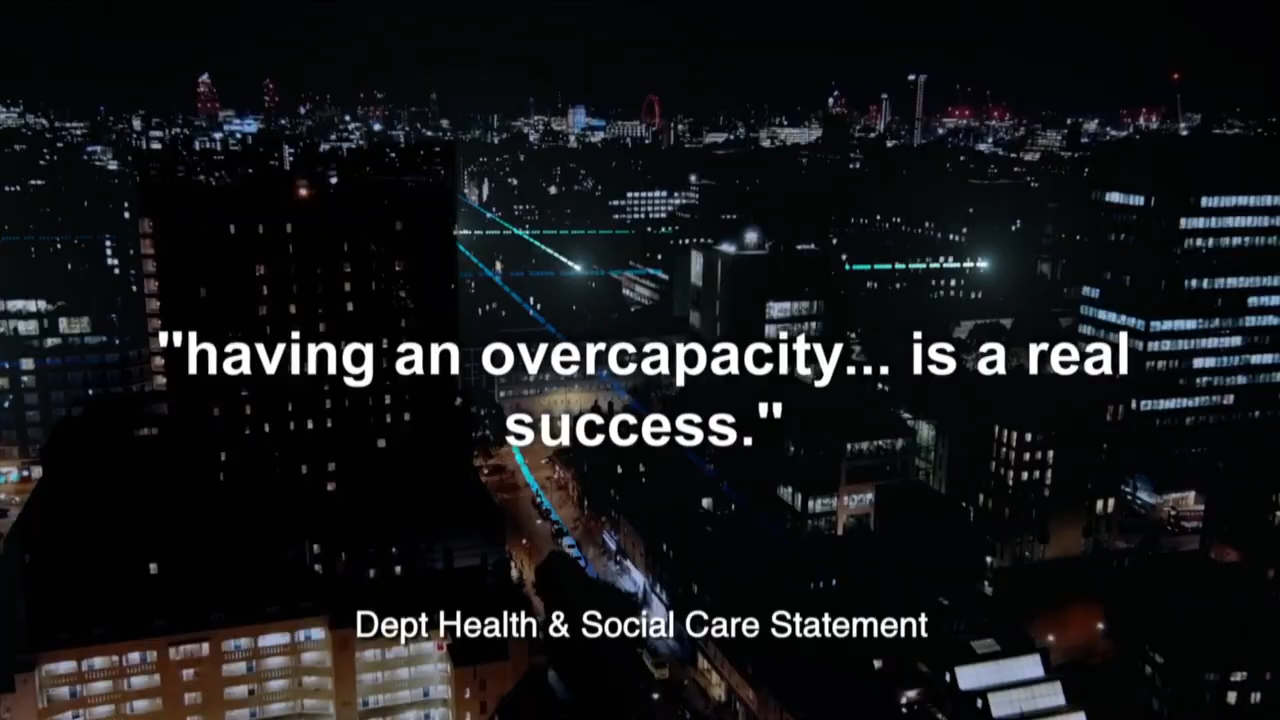 "having an overcapacity... is a real
success."
Dept Health & Social Care Statement